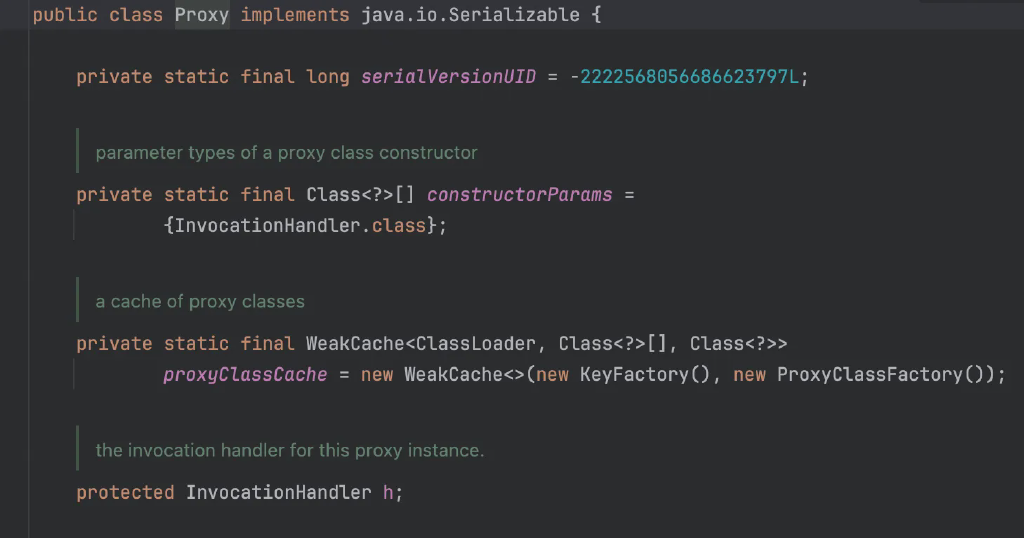 public class Proxy implements java.io.Serializable {
private static final long serialVersionUID = -2222568056686623797L;
parameter types of a proxy class constructor
private static final Class<?>[] constructorParams =
{InvocationHandler.class};
a cache of proxy classes
private static final WeakCache<ClassLoader, Class<?>[], Class<?>>
proxyClassCache = new WeakCache<>(new KeyFactory(), new ProxyClassFactory());
the invocation handler for this proxy instance.
protected InvocationHandler h;